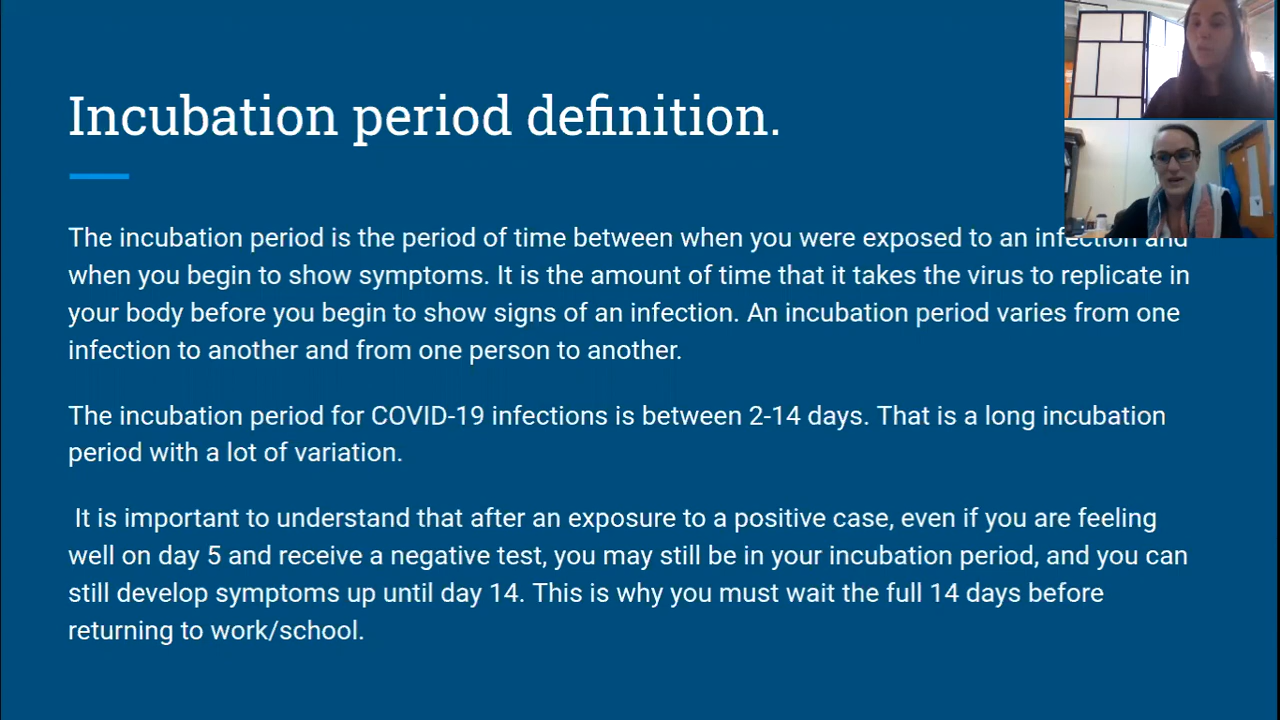 Incubation period definition.
The incubation period is the period of time between when you were exposed to an infection and
when you begin to show symptoms. It is the amount of time that it takes the virus to replicate in
your body before you begin to show signs of an infection. An incubation period varies from one
infection to another and from one person to another.
The incubation period for COVID-19 infections is between 2-14 days. That is a long incubation
period with a lot of variation.
It is important to understand that after an exposure to a positive case, even if you are feeling
well on day 5 and receive a negative test, you may still be in your incubation period, and you can
still develop symptoms up until day 14. This is why you must wait the full 14 days before
returning to work/school.